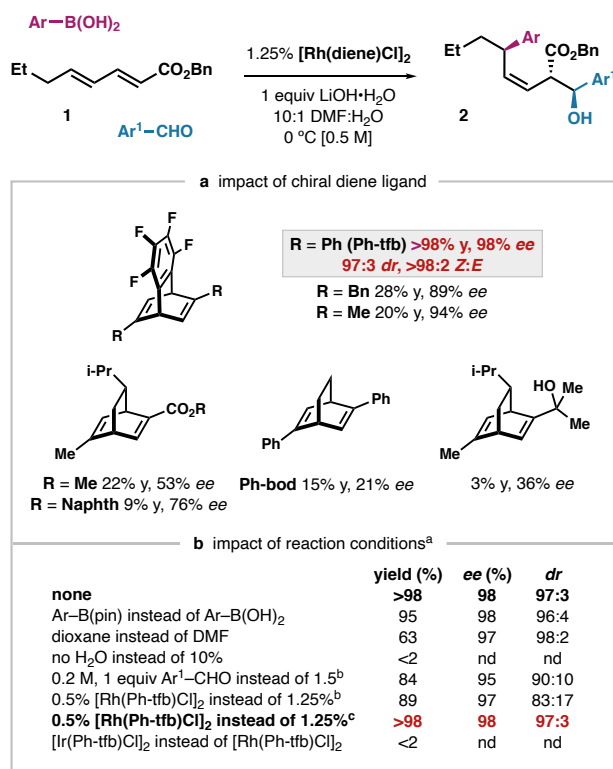 Ar–B(OH)2
Et
CO2Bn
1
Ar1–CHO
1.25% [Rh(diene)Cl]2
1 equiv LiOH•H2O
10:1 DMF:H2O
0 ºC [0.5 M]
Et
Ar
CO2Bn
Ar1
OH
2
a impact of chiral diene ligand
F
F
F
F
R
R
R = Ph (Ph-tfb) >98% y, 98% ee
97:3 dr, >98:2 Z:E
R = Bn 28% y, 89% ee
R = Me 20% y, 94% ee
i-Pr
CO2R
Me
R = Me 22% y, 53% ee
R = Naphth 9% y, 76% ee
Ph
Ph
Ph-bod 15% y, 21% ee
i-Pr
HO
Me
Me
Me
3% y, 36% ee
b impact of reaction conditionsa
yield (%) ee (%) dr
none >98 98 97:3
Ar–B(pin) instead of Ar–B(OH)2 95 98 96:4
dioxane instead of DMF 63 97 98:2
no H2O instead of 10% <2 nd nd
0.2 M, 1 equiv Ar1–CHO instead of 1.5b 84 95 90:10
0.5% [Rh(Ph-tfb)Cl]2 instead of 1.25%b 89 97 83:17
0.5% [Rh(Ph-tfb)Cl]2 instead of 1.25%c >98 98 97:3
[Ir(Ph-tfb)Cl]2 instead of [Rh(Ph-tfb)Cl]2 <2 nd nd